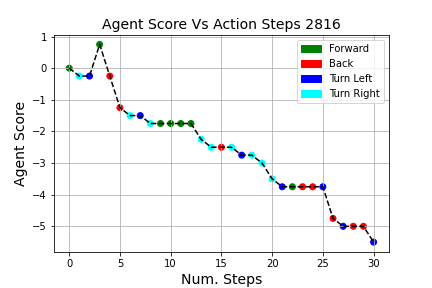 Agent Score Vs Action Steps 2816
Forward
Back
Turn Left
Turn Right
1
0
−1
−2
−3
−4
−5
Agent Score
0 5 10 15 20 25 30
Num. Steps